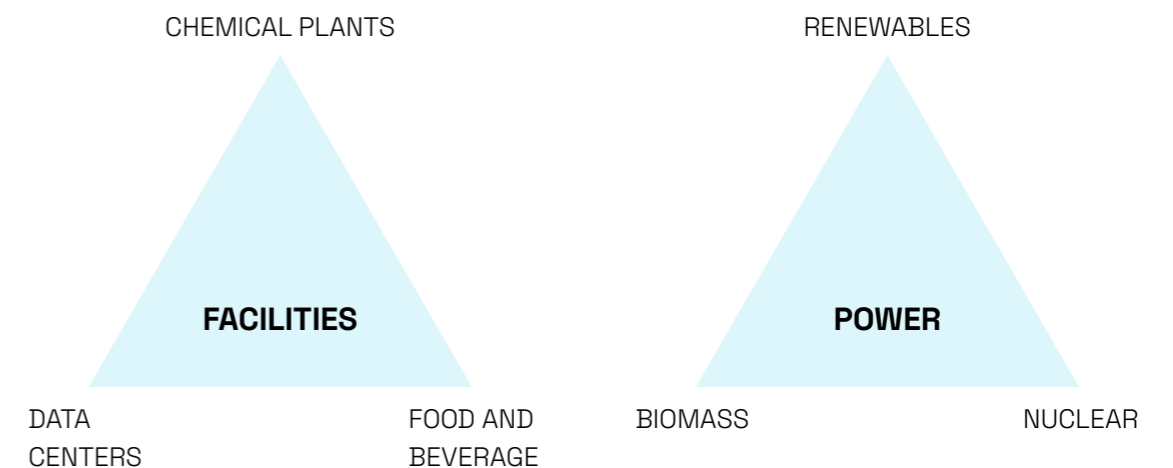 CHEMICAL PLANTS
FACILITIES
DATA
CENTERS
FOOD AND
BEVERAGE
RENEWABLES
POWER
BIOMASS
NUCLEAR